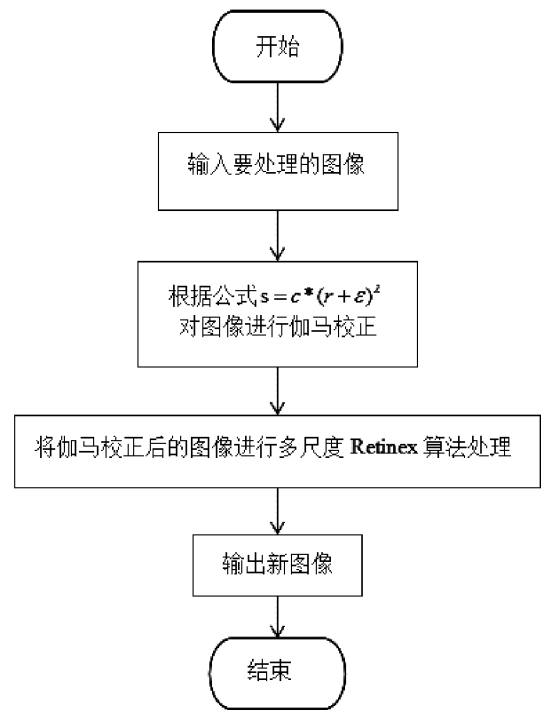 开始
输入要处理的图像
根据公式 s = c * (r + ε)^λ
对图像进行伽马校正
将伽马校正后的图像进行多尺度 Retinex 算法处理
输出新图像
结束